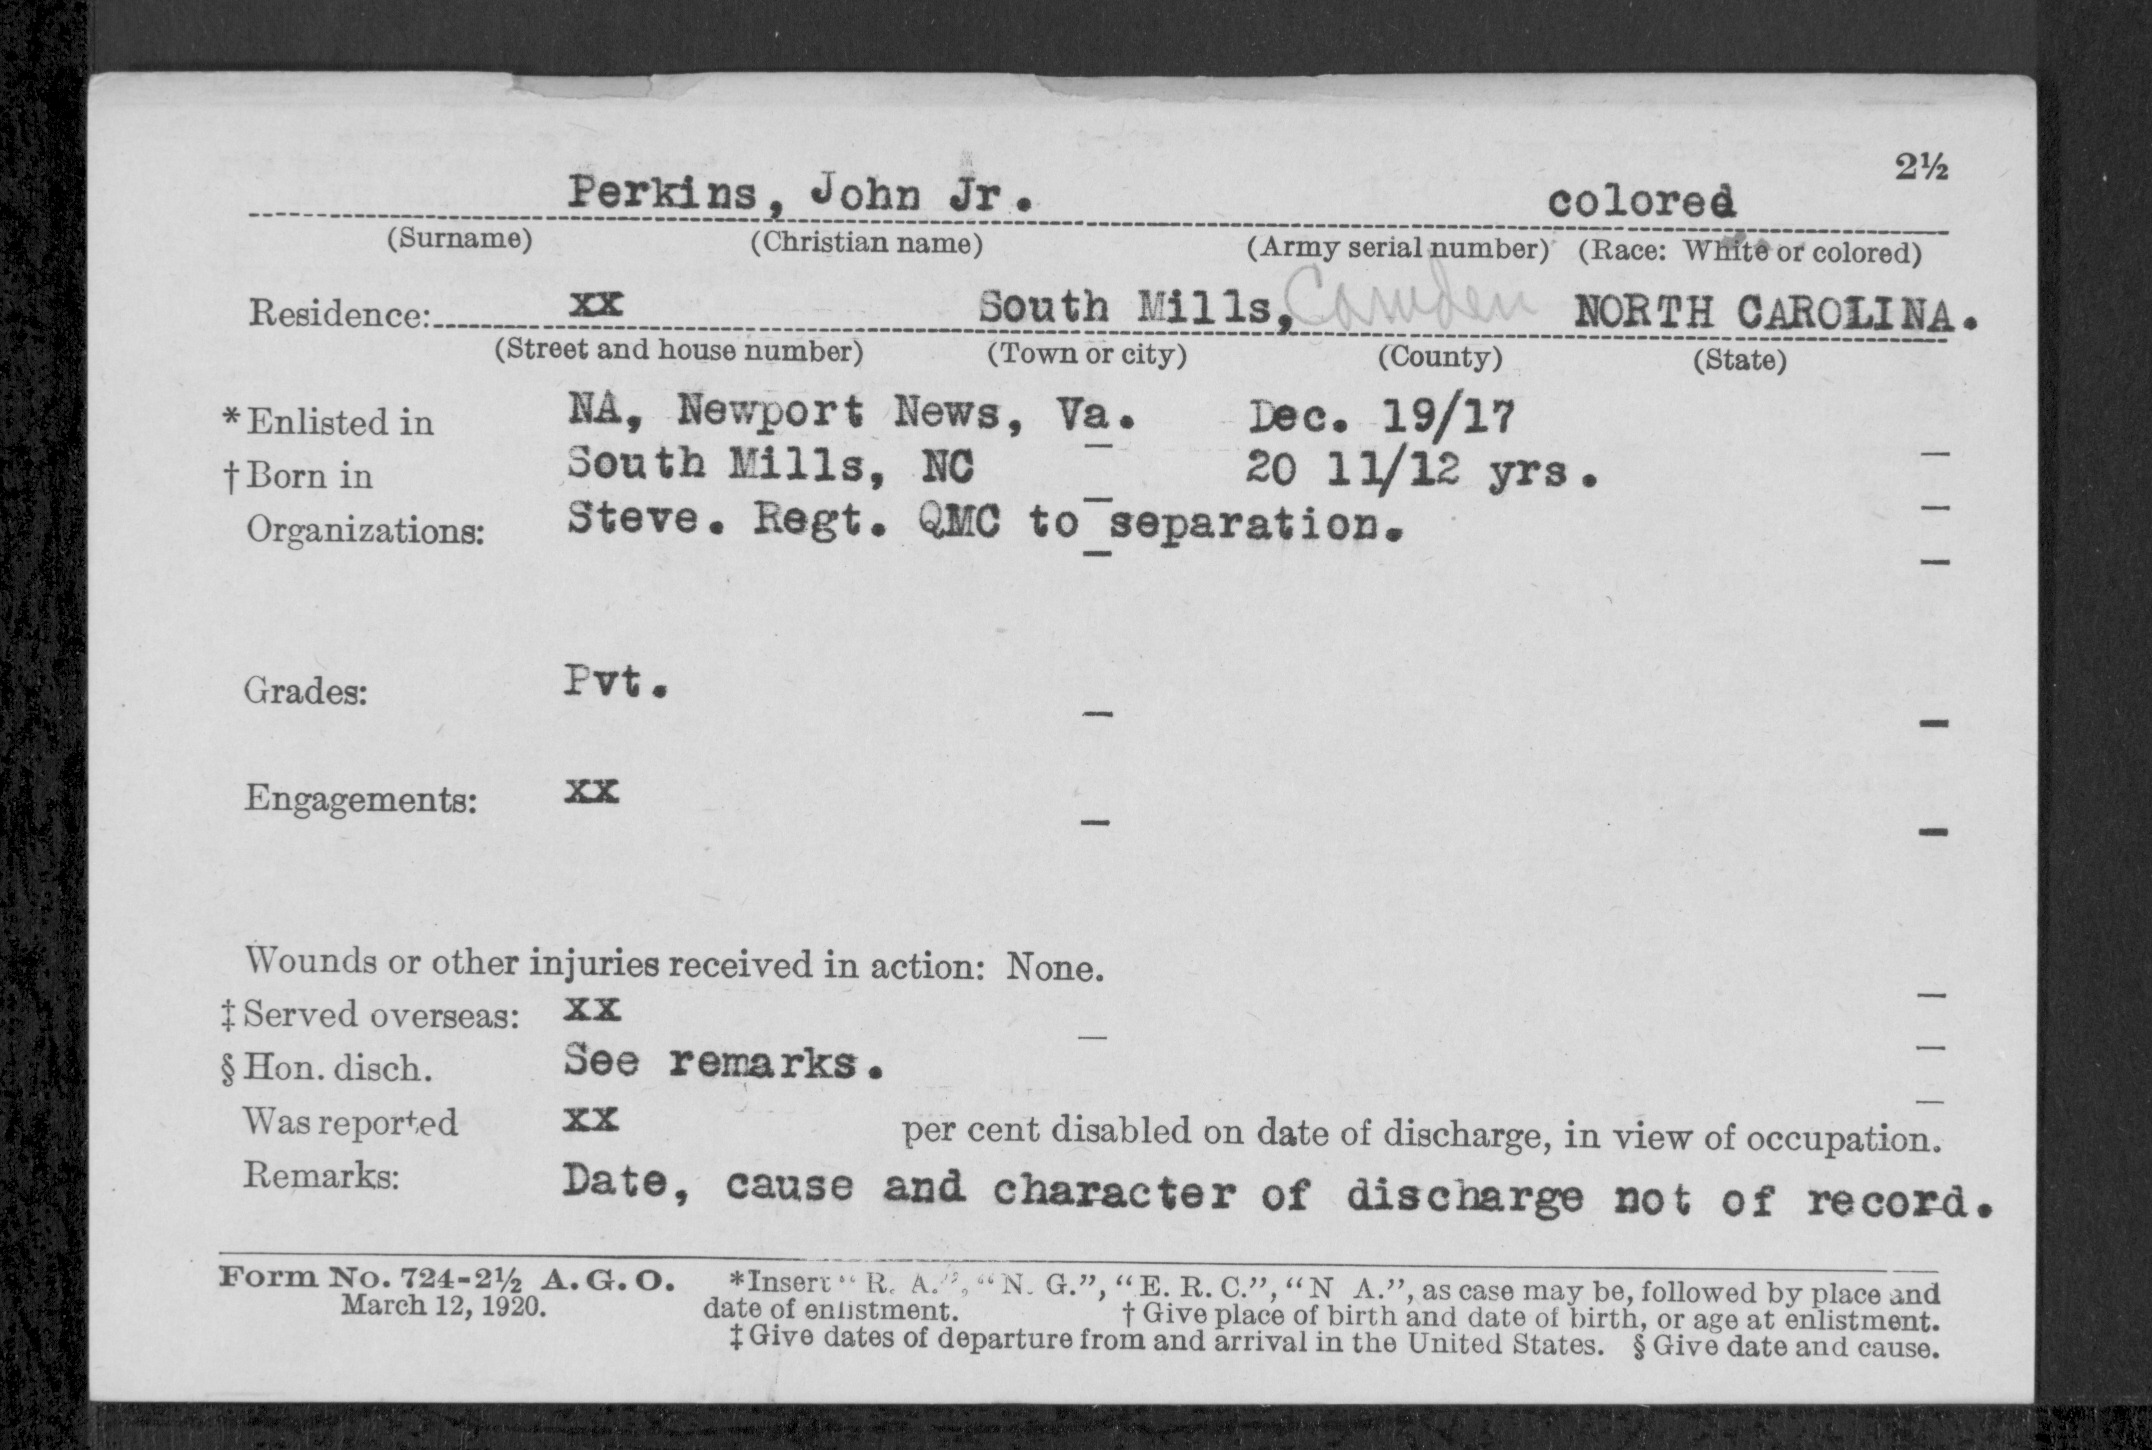 2½
Perkins, John Jr. colored
(Surname) (Christian name) (Army serial number) (Race: White or colored)
Residence: xx South Mills, Camden NORTH CAROLINA.
(Street and house number) (Town or city) (County) (State)
*Enlisted in NA, Newport News, Va. Dec. 19/17
†Born in South Mills, NC 20 11/12 yrs.
Organizations: Steve. Regt. QMC to separation.
Grades: Pvt.
Engagements: xx
Wounds or other injuries received in action: None.
‡Served overseas: xx
§Hon. disch. See remarks.
Was reported xx per cent disabled on date of discharge, in view of occupation.
Remarks: Date, cause and character of discharge not of record.
Form No. 724-2½ A.G.O. *Insert "R. A.", "N. G.", "E. R. C.", "N A.", as case may be, followed by place and
March 12, 1920. date of enlistment. †Give place of birth and date of birth, or age at enlistment.
‡Give dates of departure from and arrival in the United States. §Give date and cause.